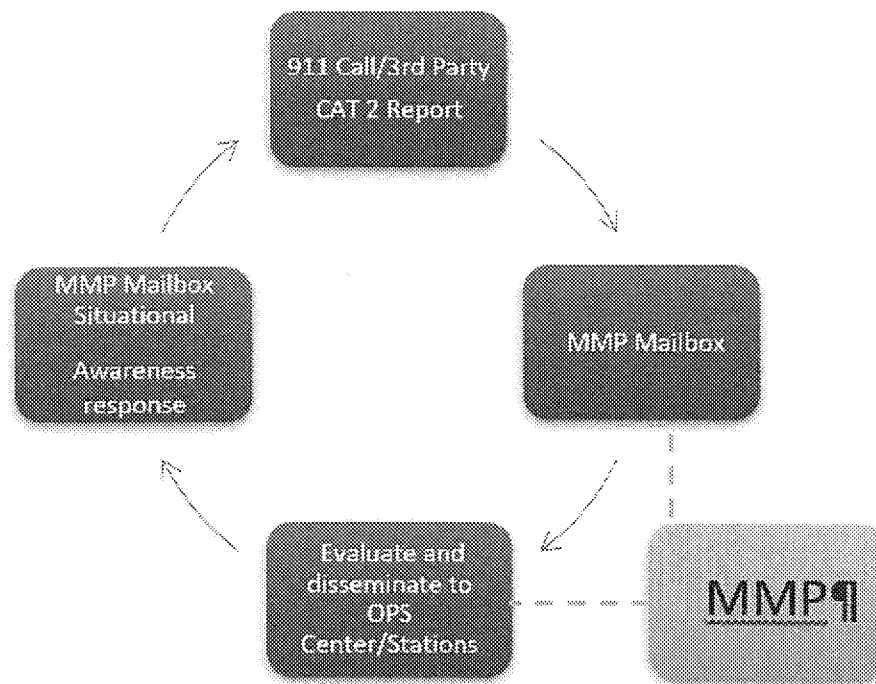 911 Call/3rd Party
CAT 2 Report
MMP Mailbox
Situational
Awareness
response
MMP Mailbox
Evaluate and
disseminate to
OPS
Center/Stations
MMP¶